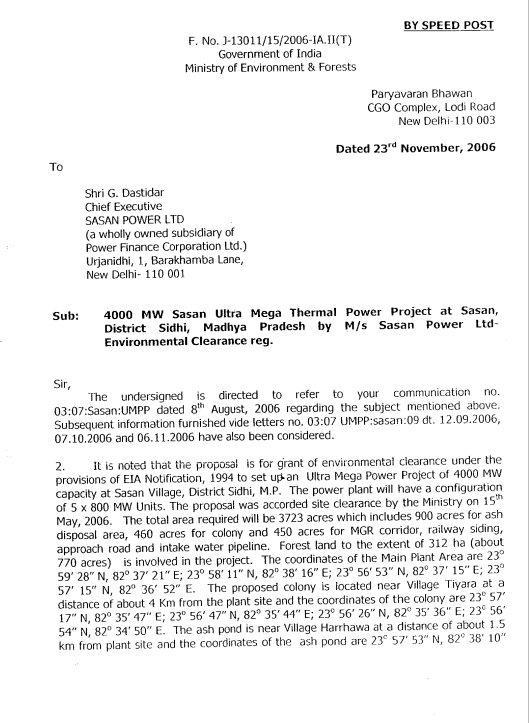 BY SPEED POST
F. No. J-13011/15/2006-IA.II(T)
Government of India
Ministry of Environment & Forests
Paryavaran Bhawan
CGO Complex, Lodi Road
New Delhi-110 003
Dated 23rd November, 2006
To
Shri G. Dastidar
Chief Executive
SASAN POWER LTD
(a wholly owned subsidiary of
Power Finance Corporation Ltd.)
Urjanidhi, 1, Barakhamba Lane,
New Delhi- 110 001
Sub: 4000 MW Sasan Ultra Mega Thermal Power Project at Sasan,
District Sidhi, Madhya Pradesh by M/s Sasan Power Ltd-
Environmental Clearance reg.
Sir,
The undersigned is directed to refer to your communication no.
03:07:Sasan:UMPP dated 8th August, 2006 regarding the subject mentioned above.
Subsequent information furnished vide letters no. 03:07 UMPP:sasan:09 dt. 12.09.2006,
07.10.2006 and 06.11.2006 have also been considered.
2. It is noted that the proposal is for grant of environmental clearance under the
provisions of EIA Notification, 1994 to set up an Ultra Mega Power Project of 4000 MW
capacity at Sasan Village, District Sidhi, M.P. The power plant will have a configuration
of 5 x 800 MW Units. The proposal was accorded site clearance by the Ministry on 15th
May, 2006. The total area required will be 3723 acres which includes 900 acres for ash
disposal area, 460 acres for colony and 450 acres for MGR corridor, railway siding,
approach road and intake water pipeline. Forest land to the extent of 312 ha (about
770 acres) is involved in the project. The coordinates of the Main Plant Area are 23°
59' 28" N, 82° 37' 21" E; 23° 58' 11" N, 82° 38' 16" E; 23° 56' 53" N, 82° 37' 15" E; 23°
57' 15" N, 82° 36' 52" E. The proposed colony is located near Village Tiyara at a
distance of about 4 Km from the plant site and the coordinates of the colony are 23° 57'
17" N, 82° 35' 47" E; 23° 56' 47" N, 82° 35' 44" E; 23° 56' 26" N, 82° 35' 36" E; 23° 56'
54" N, 82° 34' 50" E. The ash pond is near Village Harrhawa at a distance of about 1.5
km from plant site and the coordinates of the ash pond are 23° 57' 53" N, 82° 38' 10"